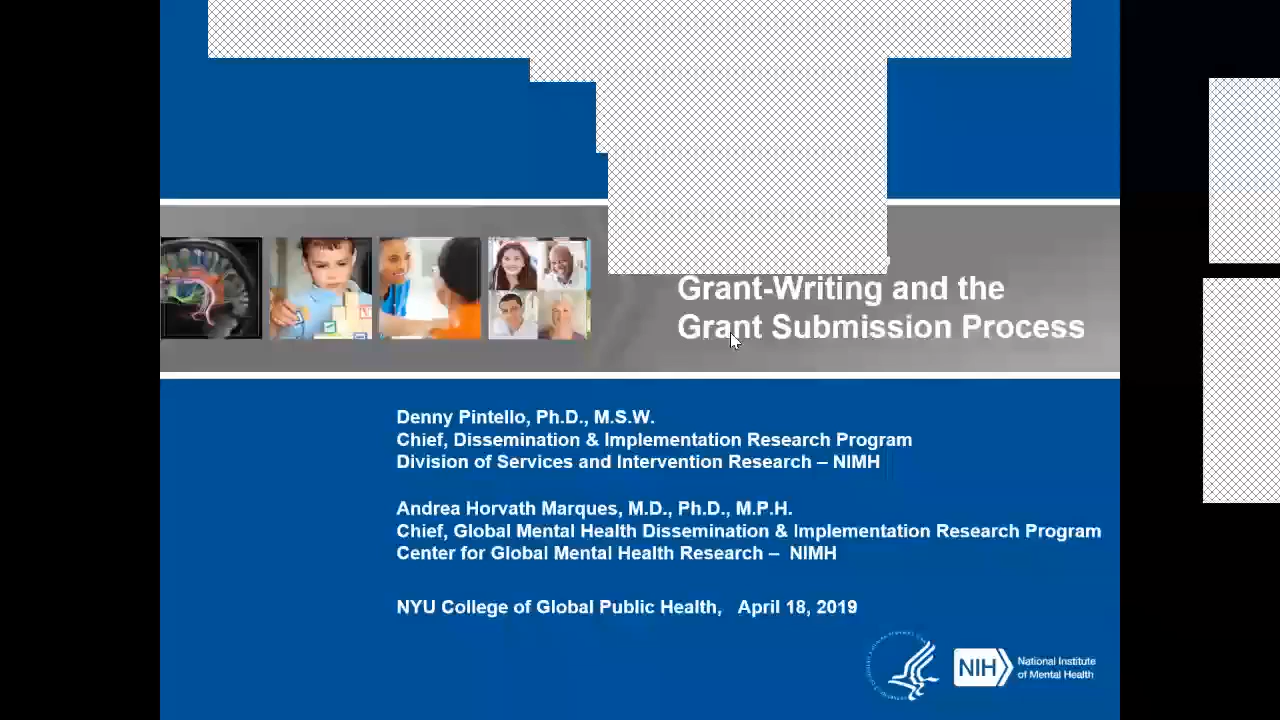 Grant-Writing and the
Grant Submission Process
Denny Pintello, Ph.D., M.S.W.
Chief, Dissemination & Implementation Research Program
Division of Services and Intervention Research – NIMH
Andrea Horvath Marques, M.D., Ph.D., M.P.H.
Chief, Global Mental Health Dissemination & Implementation Research Program
Center for Global Mental Health Research – NIMH
NYU College of Global Public Health, April 18, 2019
NIH National Institute
of Mental Health